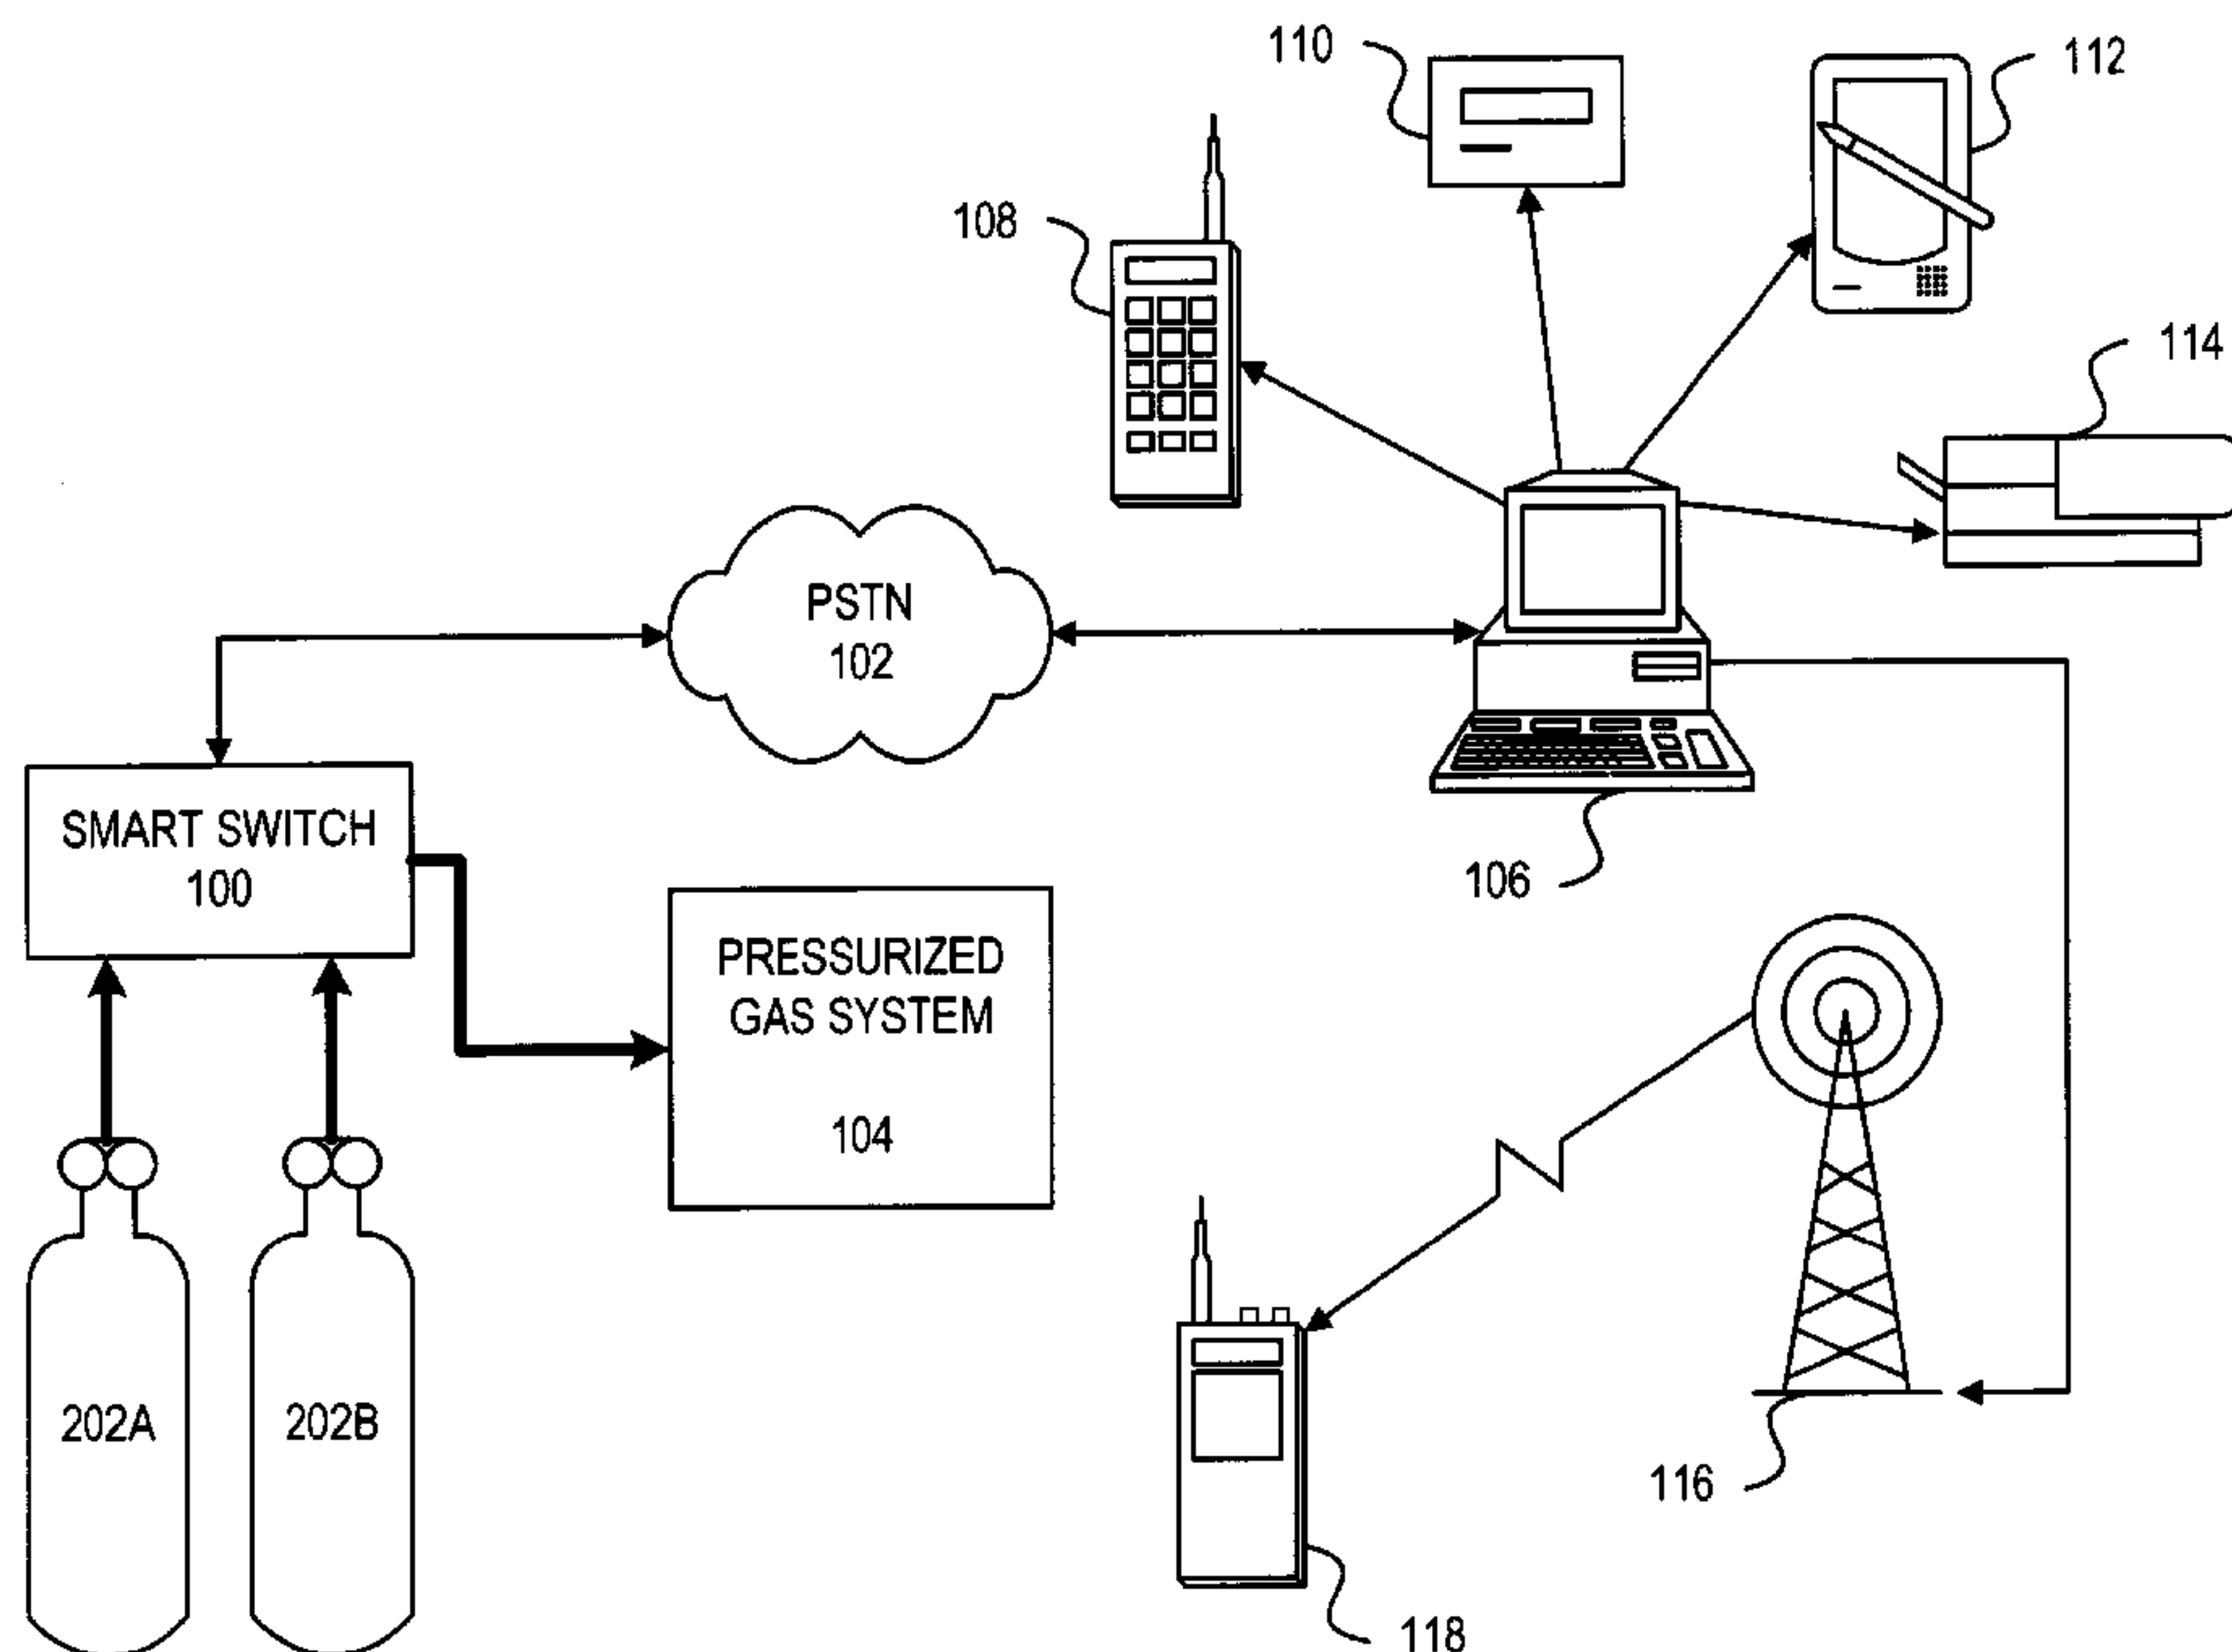 110
112
108
114
PSTN
102
SMART SWITCH
100
106
PRESSURIZED
GAS SYSTEM
104
202A
202B
116
118